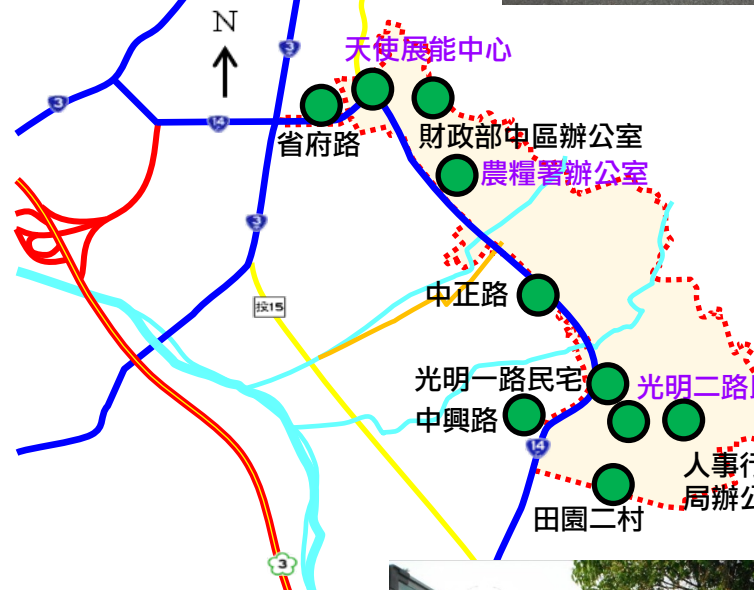 N
3
天使展能中心
3
14
財政部中區辦公室
省府路
農糧署辦公室
3
中正路
投15
光明一路民宅
光明二路
中興路
14
人事行
局辦公
田園二村
3